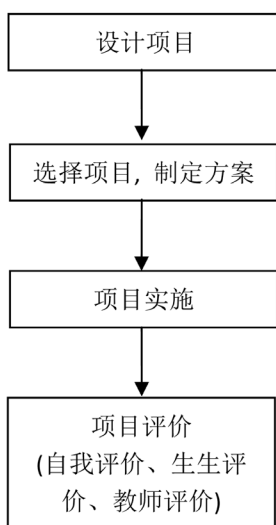 设计项目
选择项目, 制定方案
项目实施
项目评价
(自我评价、生生评
价、教师评价)